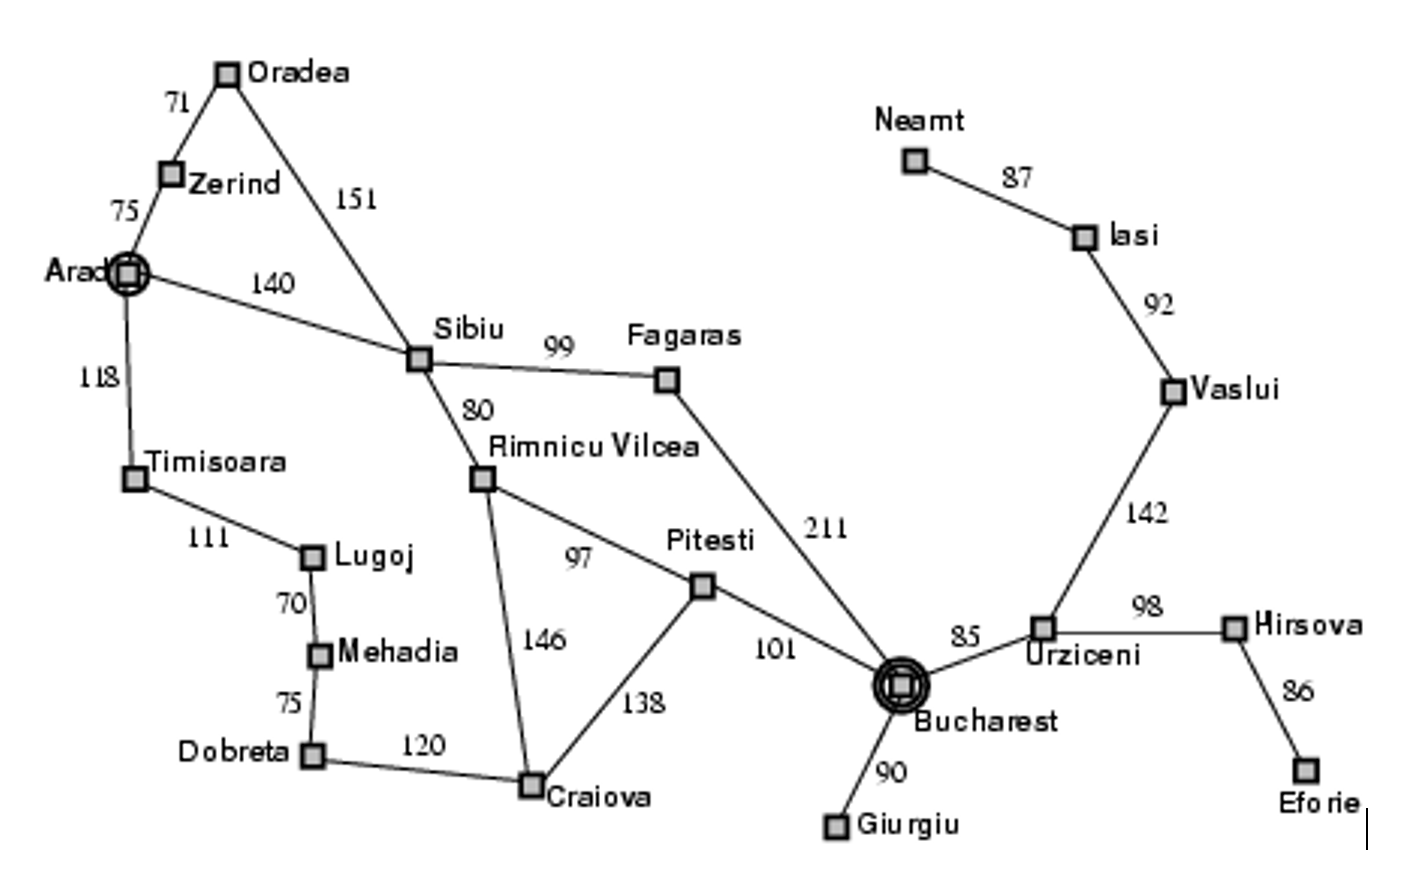 Oradea
71
Neamt
87
Zerind
151
75
Iasi
Arad
140
92
Sibiu
Fagaras
99
118
Vaslui
80
Rimnicu Vilcea
Timisoara
142
211
111
Pitesti
Lugoj
97
70
98
Hirsova
146
85
101
Mehadia
Urziceni
86
75
138
Bucharest
Dobreta
120
90
Craiova
Eforie
Giurgiu